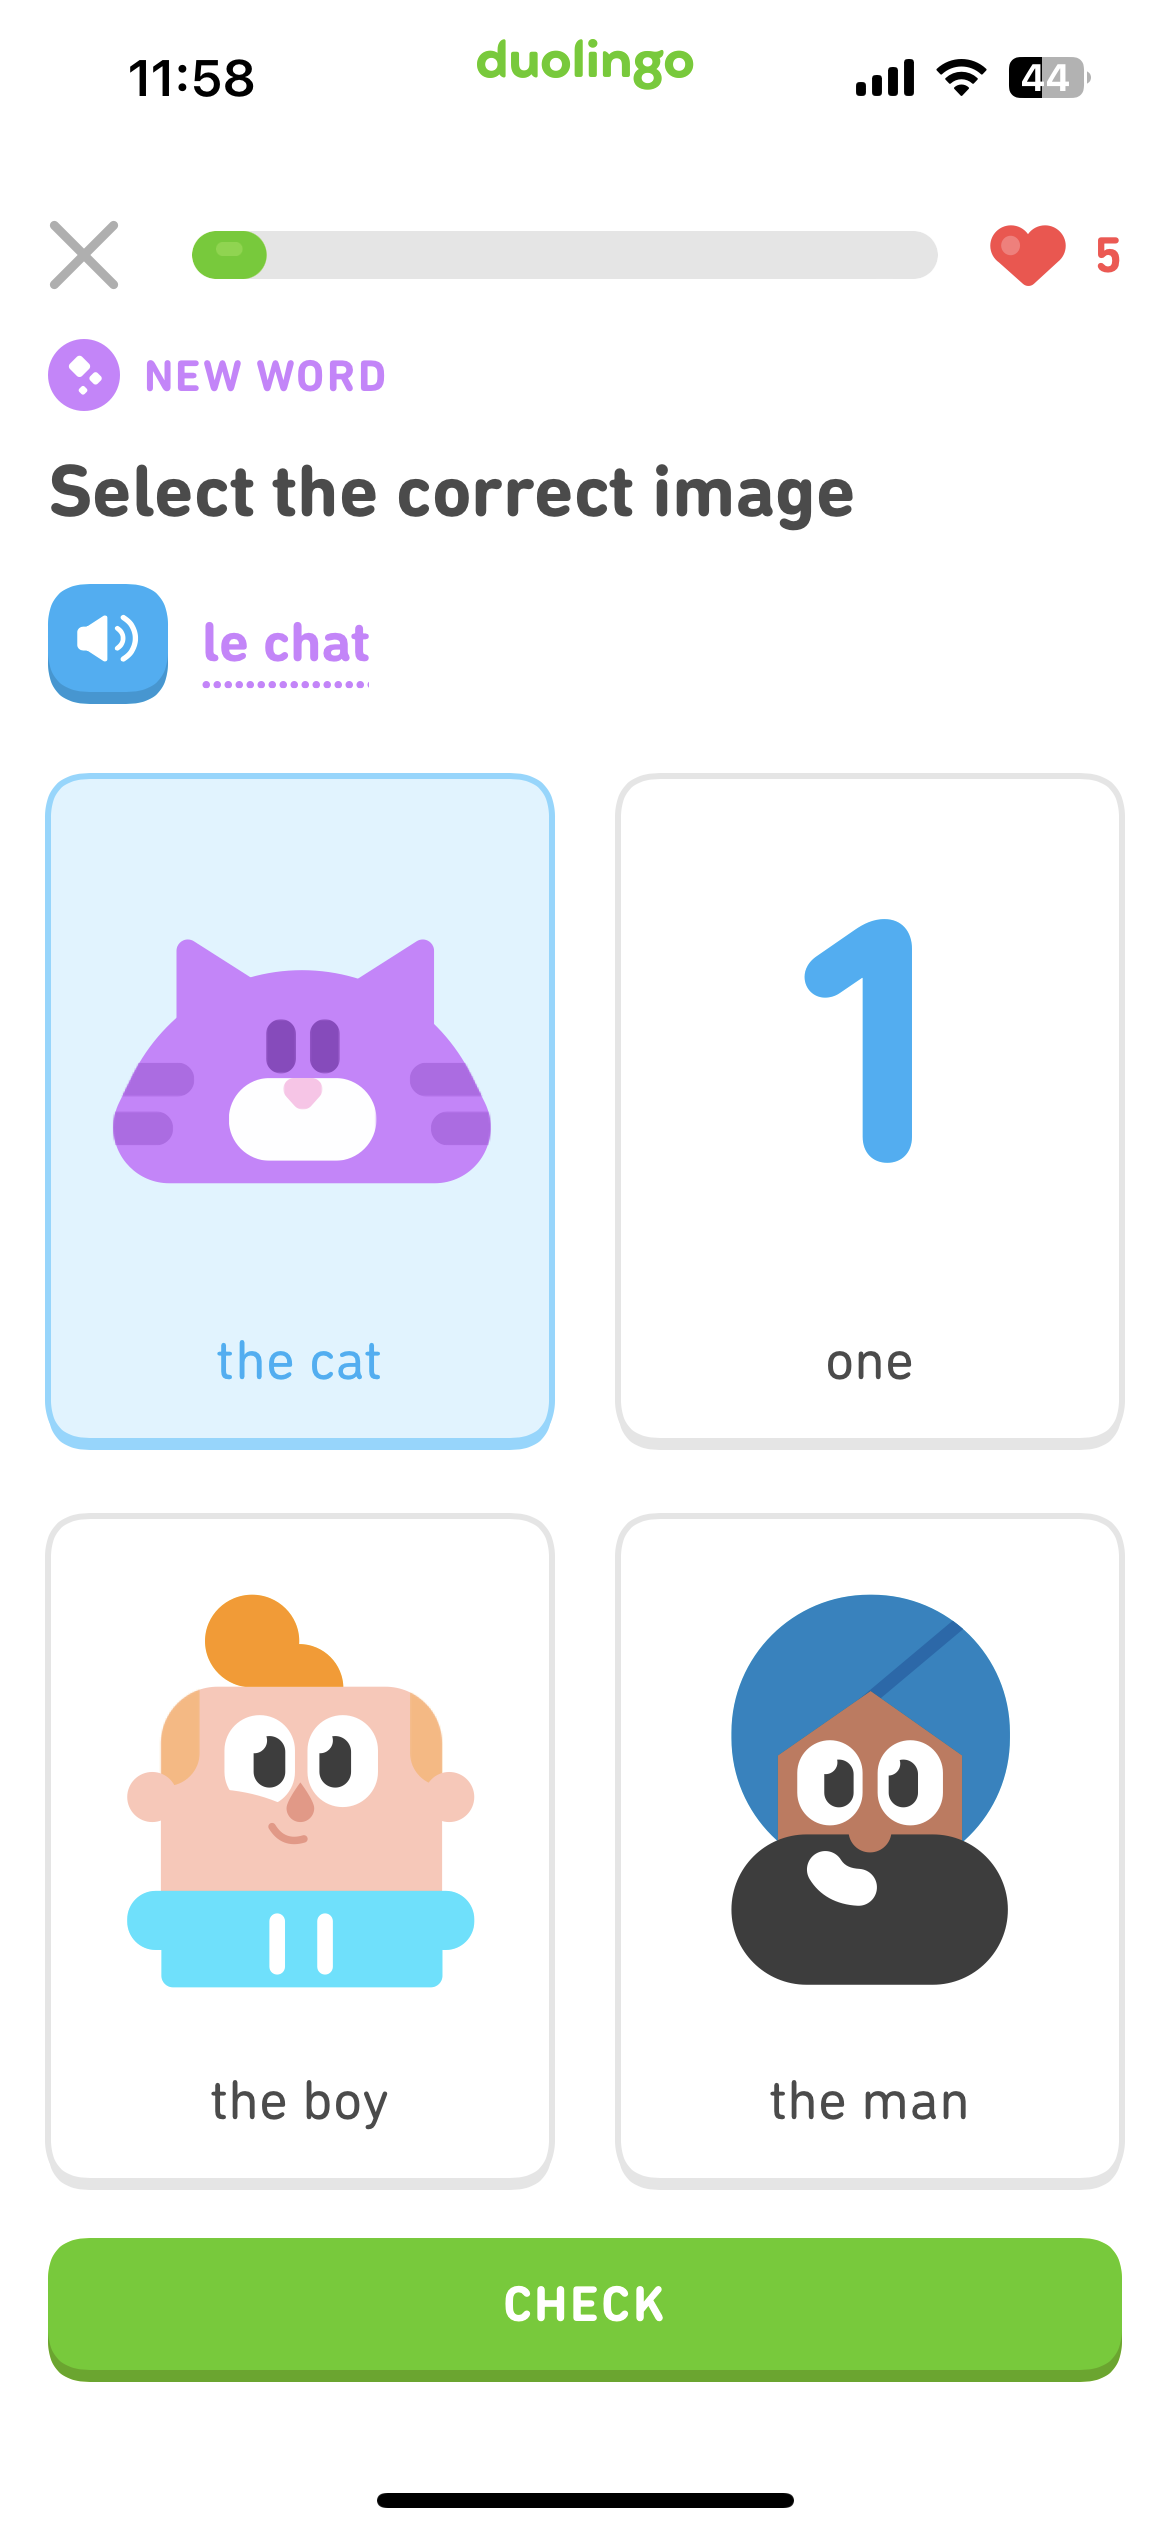 11:58
duolingo
44
5
NEW WORD
Select the correct image
le chat
1
the cat
one
the boy
the man
CHECK